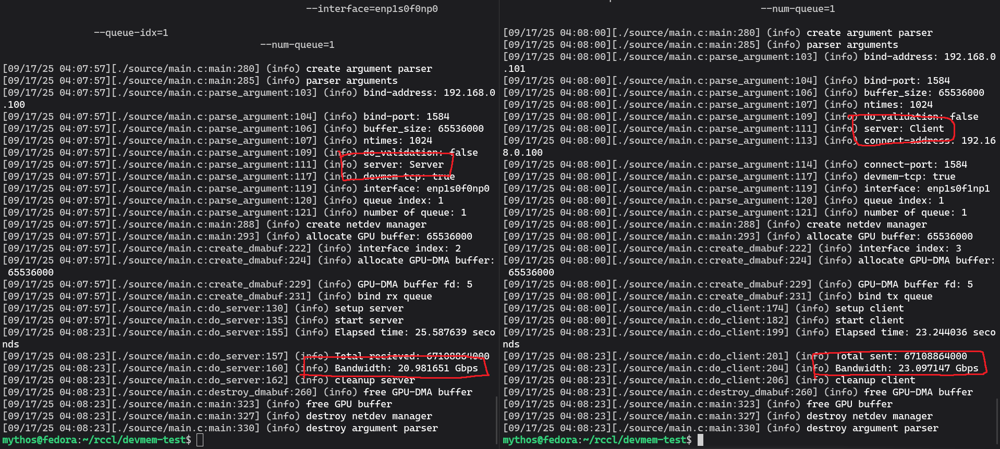 --interface=enp1s0f0np0
--queue-idx=1
--num-queue=1
[09/17/25 04:07:57][./source/main.c:main:280] (info) create argument parser
[09/17/25 04:07:57][./source/main.c:main:285] (info) parser arguments
[09/17/25 04:07:57][./source/main.c:parse_argument:103] (info) bind-address: 192.168.0
.100
[09/17/25 04:07:57][./source/main.c:parse_argument:104] (info) bind-port: 1584
[09/17/25 04:07:57][./source/main.c:parse_argument:106] (info) buffer_size: 65536000
[09/17/25 04:07:57][./source/main.c:parse_argument:107] (info) ntimes: 1024
[09/17/25 04:07:57][./source/main.c:parse_argument:109] (info) do_validation: false
[09/17/25 04:07:57][./source/main.c:parse_argument:111] (info) server: Server
[09/17/25 04:07:57][./source/main.c:parse_argument:117] (info) devmem-tcp: true
[09/17/25 04:07:57][./source/main.c:parse_argument:119] (info) interface: enp1s0f0np0
[09/17/25 04:07:57][./source/main.c:parse_argument:120] (info) queue index: 1
[09/17/25 04:07:57][./source/main.c:parse_argument:121] (info) number of queue: 1
[09/17/25 04:07:57][./source/main.c:main:288] (info) create netdev manager
[09/17/25 04:07:57][./source/main.c:main:293] (info) allocate GPU buffer: 65536000
[09/17/25 04:07:57][./source/main.c:create_dmabuf:222] (info) interface index: 2
[09/17/25 04:07:57][./source/main.c:create_dmabuf:224] (info) allocate GPU-DMA buffer:
65536000
[09/17/25 04:07:57][./source/main.c:create_dmabuf:229] (info) GPU-DMA buffer fd: 5
[09/17/25 04:07:57][./source/main.c:create_dmabuf:231] (info) bind rx queue
[09/17/25 04:07:57][./source/main.c:do_server:130] (info) setup server
[09/17/25 04:07:57][./source/main.c:do_server:135] (info) start server
[09/17/25 04:08:23][./source/main.c:do_server:155] (info) Elapsed time: 25.587639 seco
nds
[09/17/25 04:08:23][./source/main.c:do_server:157] (info) Total recieved: 67108864000
[09/17/25 04:08:23][./source/main.c:do_server:160] (info) Bandwidth: 20.981651 Gbps
[09/17/25 04:08:23][./source/main.c:do_server:162] (info) cleanup server
[09/17/25 04:08:23][./source/main.c:destroy_dmabuf:260] (info) free GPU-DMA buffer
[09/17/25 04:08:23][./source/main.c:main:323] (info) free GPU buffer
[09/17/25 04:08:23][./source/main.c:main:327] (info) destroy netdev manager
[09/17/25 04:08:23][./source/main.c:main:330] (info) destroy argument parser
mythos@fedora:~/rccl/devmem-test$
--num-queue=1
[09/17/25 04:08:00][./source/main.c:main:280] (info) create argument parser
[09/17/25 04:08:00][./source/main.c:main:285] (info) parser arguments
[09/17/25 04:08:00][./source/main.c:parse_argument:103] (info) bind-address: 192.168.0
.101
[09/17/25 04:08:00][./source/main.c:parse_argument:104] (info) bind-port: 1584
[09/17/25 04:08:00][./source/main.c:parse_argument:106] (info) buffer_size: 65536000
[09/17/25 04:08:00][./source/main.c:parse_argument:107] (info) ntimes: 1024
[09/17/25 04:08:00][./source/main.c:parse_argument:109] (info) do_validation: false
[09/17/25 04:08:00][./source/main.c:parse_argument:111] (info) server: Client
[09/17/25 04:08:00][./source/main.c:parse_argument:113] (info) connect-address: 192.16
8.0.100
[09/17/25 04:08:00][./source/main.c:parse_argument:114] (info) connect-port: 1584
[09/17/25 04:08:00][./source/main.c:parse_argument:117] (info) devmem-tcp: true
[09/17/25 04:08:00][./source/main.c:parse_argument:119] (info) interface: enp1s0f1np1
[09/17/25 04:08:00][./source/main.c:parse_argument:120] (info) queue index: 1
[09/17/25 04:08:00][./source/main.c:parse_argument:121] (info) number of queue: 1
[09/17/25 04:08:00][./source/main.c:main:288] (info) create netdev manager
[09/17/25 04:08:00][./source/main.c:main:293] (info) allocate GPU buffer: 65536000
[09/17/25 04:08:00][./source/main.c:create_dmabuf:222] (info) interface index: 3
[09/17/25 04:08:00][./source/main.c:create_dmabuf:224] (info) allocate GPU-DMA buffer:
65536000
[09/17/25 04:08:00][./source/main.c:create_dmabuf:229] (info) GPU-DMA buffer fd: 5
[09/17/25 04:08:00][./source/main.c:create_dmabuf:231] (info) bind tx queue
[09/17/25 04:08:00][./source/main.c:do_client:174] (info) setup client
[09/17/25 04:08:00][./source/main.c:do_client:182] (info) start client
[09/17/25 04:08:23][./source/main.c:do_client:199] (info) Elapsed time: 23.244036 seco
nds
[09/17/25 04:08:23][./source/main.c:do_client:201] (info) Total sent: 67108864000
[09/17/25 04:08:23][./source/main.c:do_client:204] (info) Bandwidth: 23.097147 Gbps
[09/17/25 04:08:23][./source/main.c:do_client:206] (info) cleanup client
[09/17/25 04:08:23][./source/main.c:destroy_dmabuf:260] (info) free GPU-DMA buffer
[09/17/25 04:08:23][./source/main.c:main:323] (info) free GPU buffer
[09/17/25 04:08:23][./source/main.c:main:327] (info) destroy netdev manager
[09/17/25 04:08:23][./source/main.c:main:330] (info) destroy argument parser
mythos@fedora:~/rccl/devmem-test$